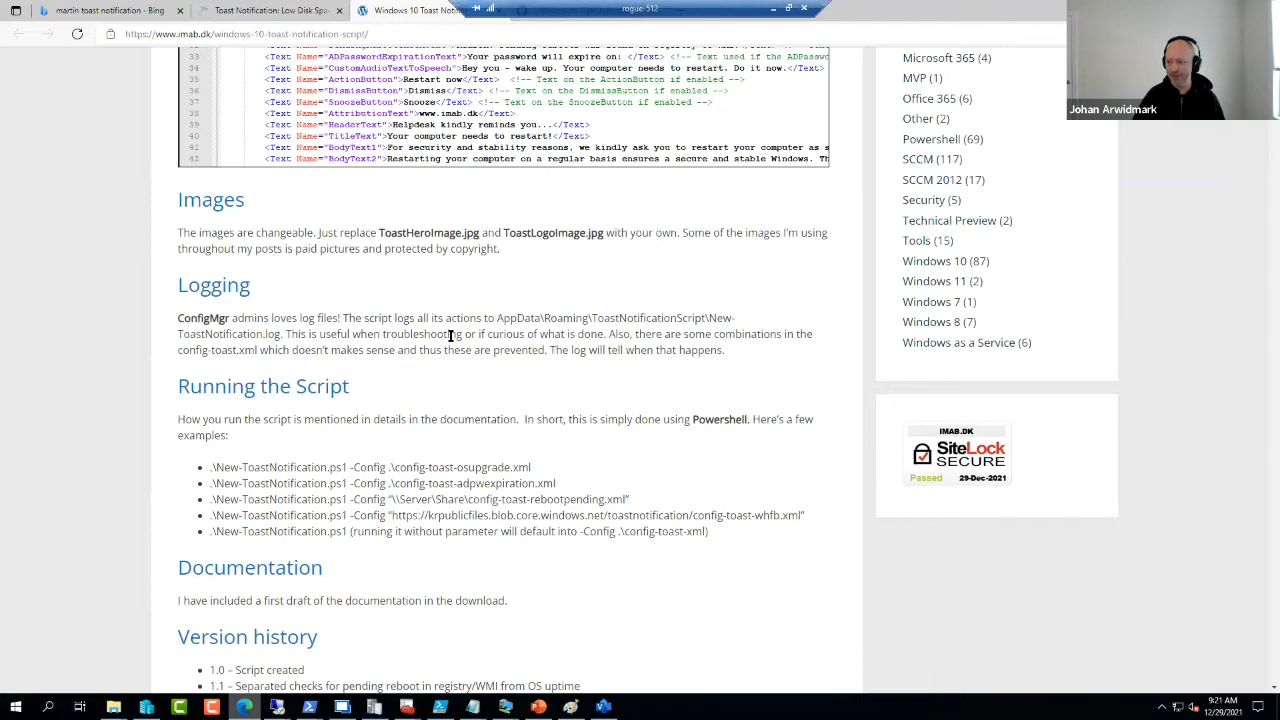 martin toastnotification - Bing
Toast Notification: Low Disk Spa
Windows 10 Toast Notific
rogue-512
https://www.imab.dk/windows-10-toast-notification-script/
33 <Text Name="ADPasswordExpirationText">Your password will expire on: </Text> <!-- Text used if the ADPassw
34 <Text Name="CustomAudioTextToSpeech">Hey you - wake up. Your computer needs to restart. Do it now.</Text>
35 <Text Name="ActionButton">Restart now</Text> <!-- Text on the ActionButton if enabled -->
36 <Text Name="DismissButton">Dismiss</Text> <!-- Text on the DismissButton if enabled -->
37 <Text Name="SnoozeButton">Snooze</Text> <!-- Text on the SnoozeButton if enabled -->
38 <Text Name="AttributionText">www.imab.dk</Text>
39 <Text Name="HeaderText">Helpdesk kindly reminds you...</Text>
40 <Text Name="TitleText">Your computer needs to restart!</Text>
41 <Text Name="BodyText1">For security and stability reasons, we kindly ask you to restart your computer as s
42 <Text Name="BodyText2">Restarting your computer on a regular basis ensures a secure and stable Windows. Th
Images
The images are changeable. Just replace ToastHeroImage.jpg and ToastLogoImage.jpg with your own. Some of the images I'm using
throughout my posts is paid pictures and protected by copyright.
Logging
ConfigMgr admins loves log files! The script logs all its actions to AppData\Roaming\ToastNotificationScript\New-
ToastNotification.log. This is useful when troubleshooting or if curious of what is done. Also, there are some combinations in the
config-toast.xml which doesn't makes sense and thus these are prevented. The log will tell when that happens.
Running the Script
How you run the script is mentioned in details in the documentation. In short, this is simply done using Powershell. Here's a few
examples:
.\New-ToastNotification.ps1 -Config .\config-toast-osupgrade.xml
.\New-ToastNotification.ps1 -Config .\config-toast-adpwexpiration.xml
.\New-ToastNotification.ps1 -Config "\\Server\Share\config-toast-rebootpending.xml"
.\New-ToastNotification.ps1 -Config "https://krpublicfiles.blob.core.windows.net/toastnotification/config-toast-whfb.xml"
.\New-ToastNotification.ps1 (running it without parameter will default into -Config .\config-toast-xml)
Documentation
I have included a first draft of the documentation in the download.
Version history
1.0 – Script created
1.1 – Separated checks for pending reboot in registry/WMI from OS uptime
Microsoft 365 (4)
MVP (1)
Office 365 (6)
Other (2)
Powershell (69)
SCCM (117)
SCCM 2012 (17)
Security (5)
Technical Preview (2)
Tools (15)
Windows 10 (87)
Windows 11 (2)
Windows 7 (1)
Windows 8 (7)
Windows as a Service (6)
IMAB.DK
SiteLock
SECURE
Passed 29-Dec-2021
Johan Arwidmark
9:21 AM
12/29/2021